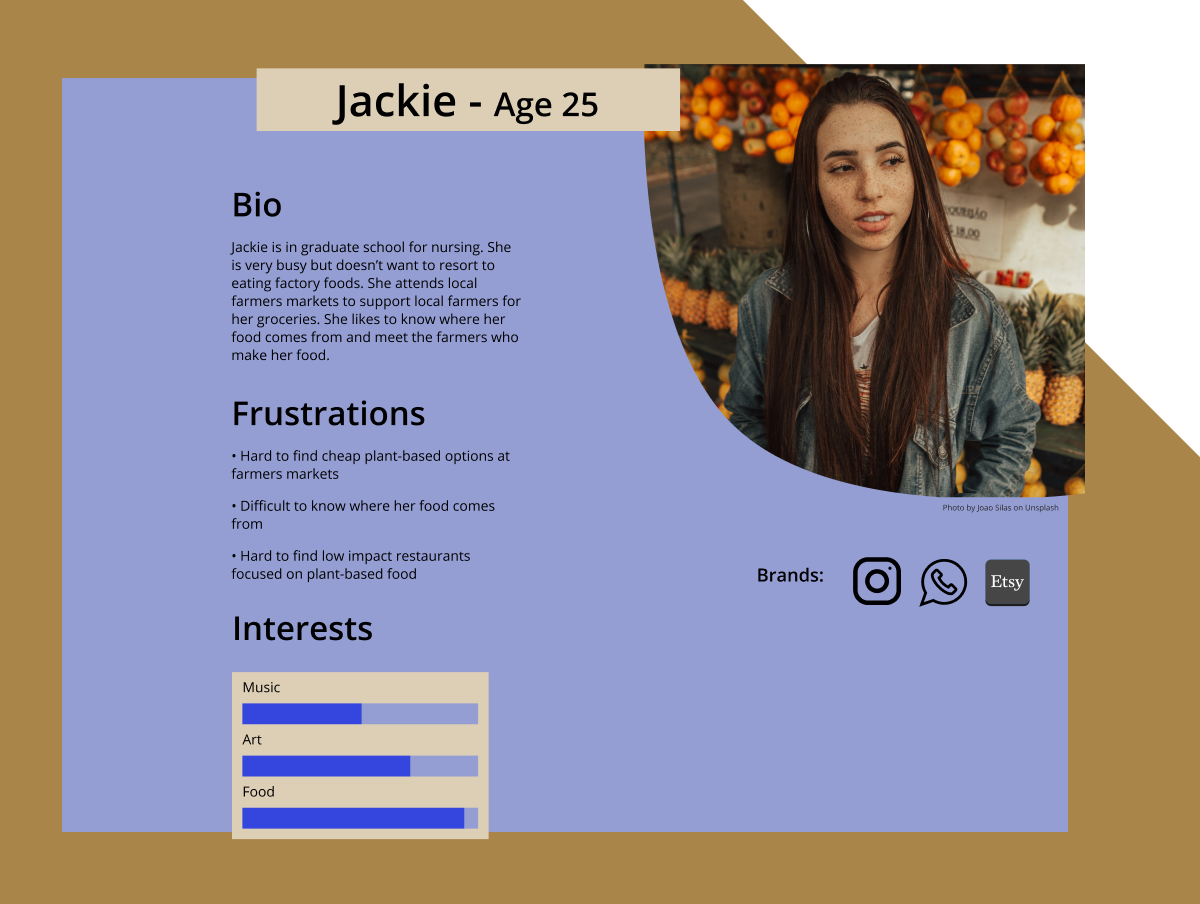 Jackie - Age 25
Bio
Jackie is in graduate school for nursing. She
is very busy but doesn’t want to resort to
eating factory foods. She attends local
farmers markets to support local farmers for
her groceries. She likes to know where her
food comes from and meet the farmers who
make her food.
Frustrations
• Hard to find cheap plant-based options at
farmers markets
• Difficult to know where her food comes
from
• Hard to find low impact restaurants
focused on plant-based food
Interests
Music
Art
Food
18,00
Photo by Joao Silas on Unsplash
Brands:
Etsy